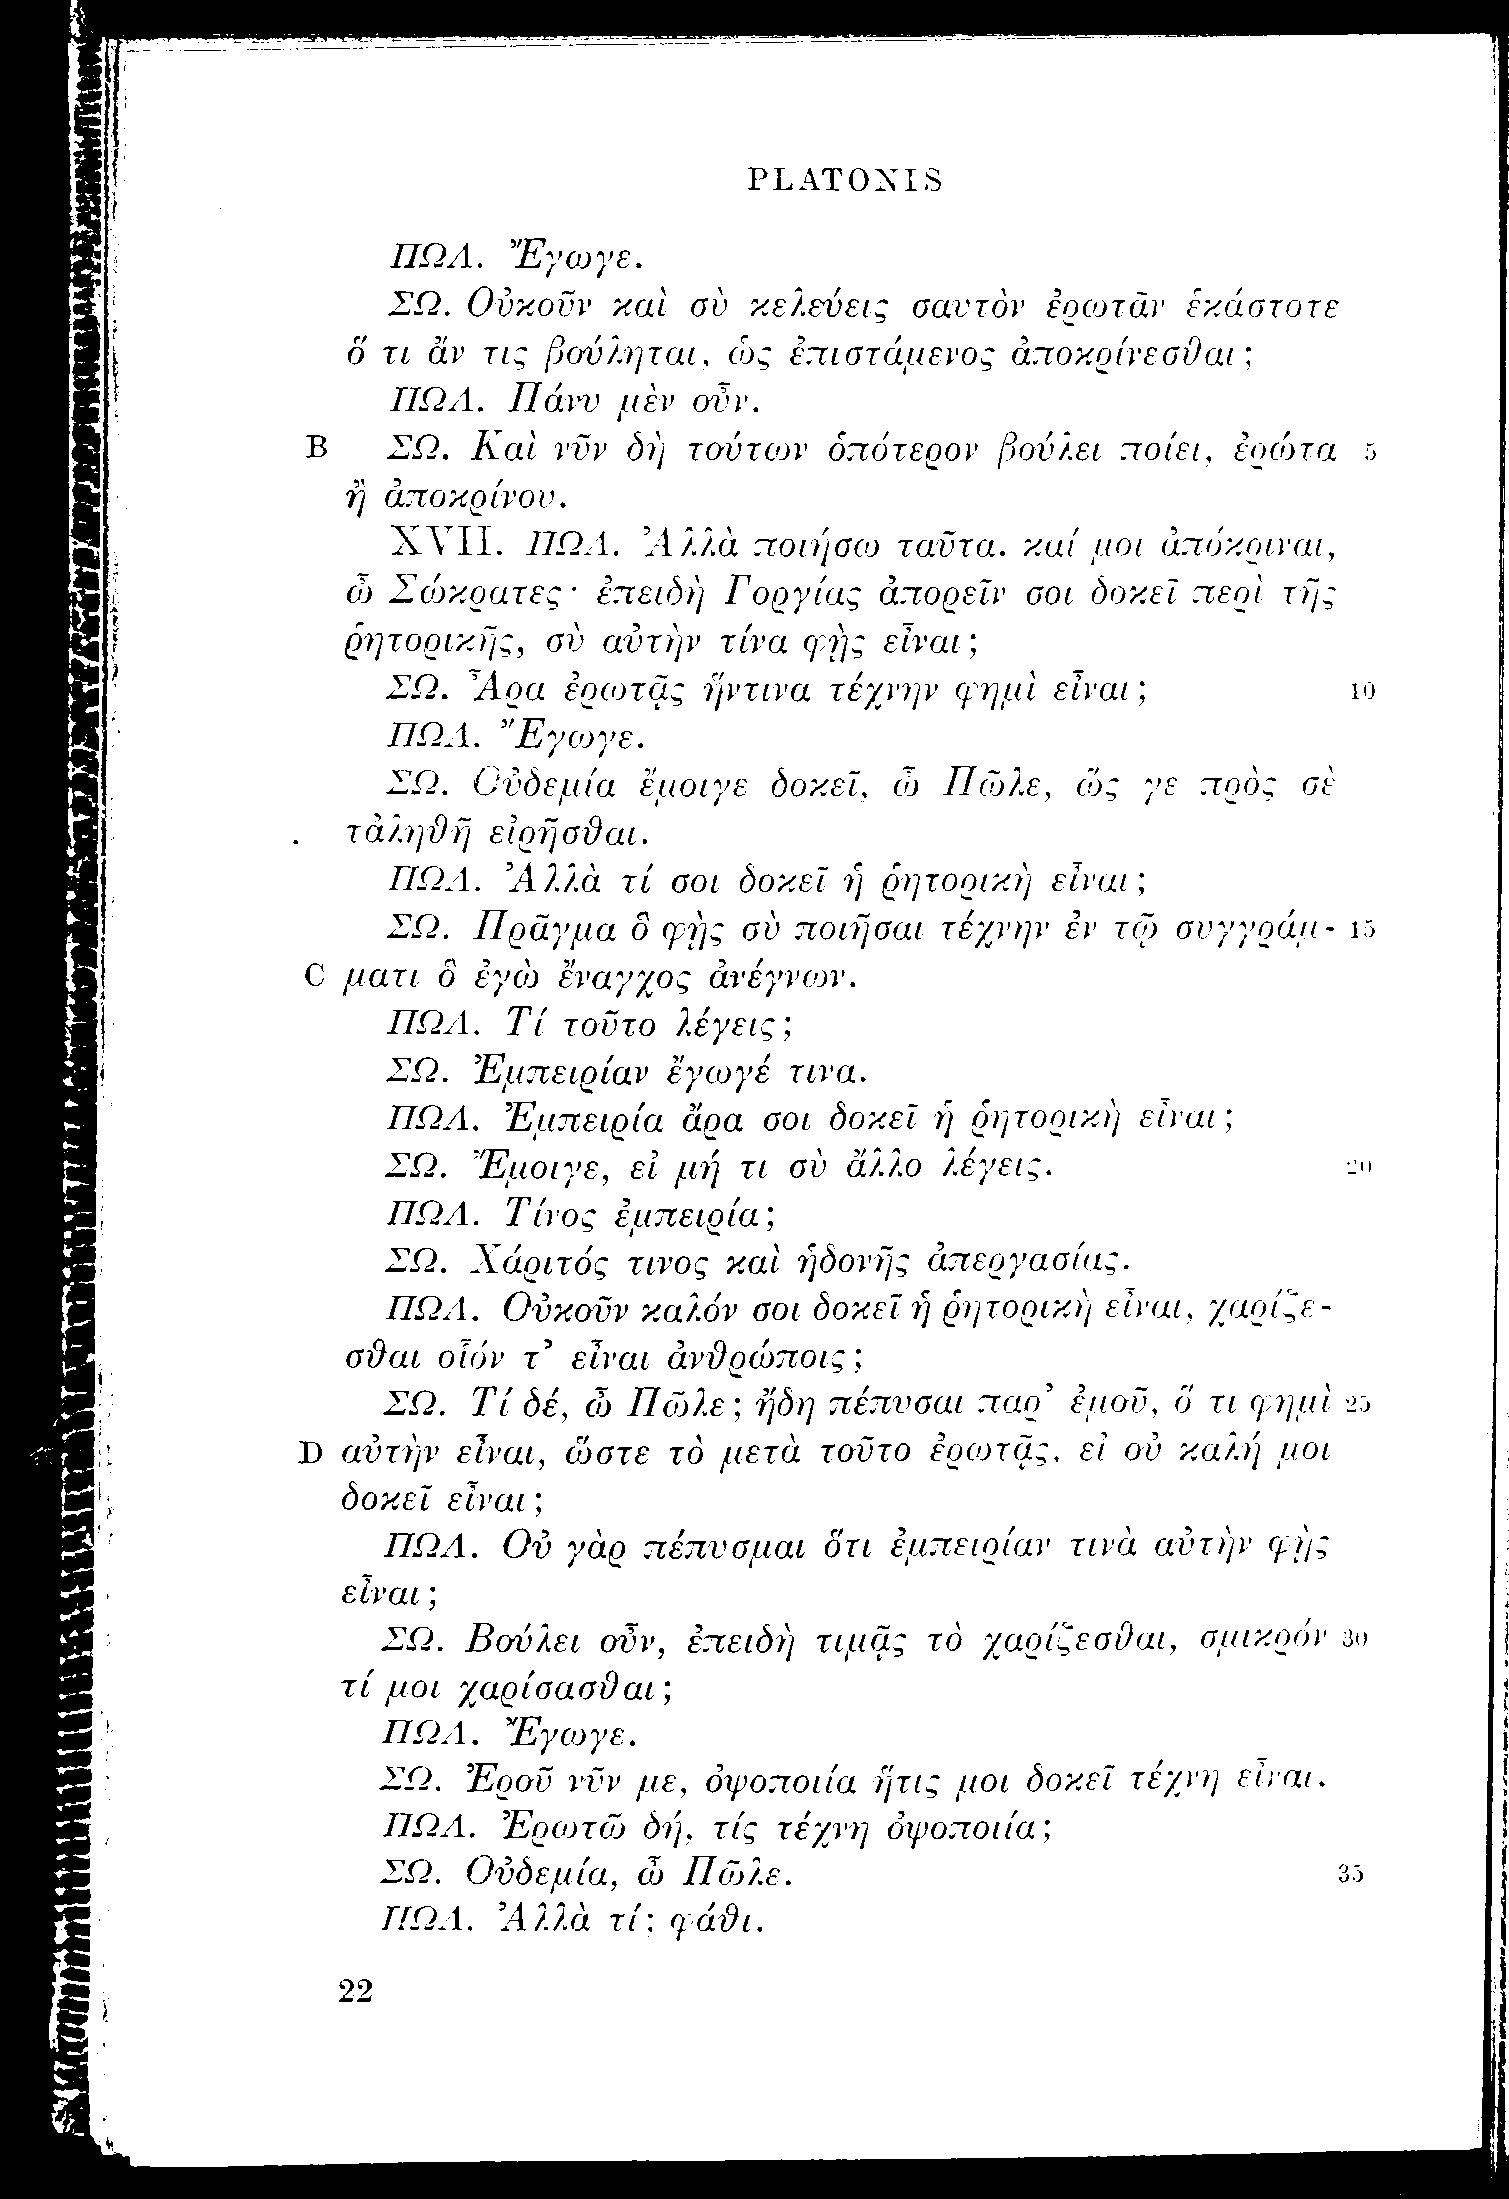 PLATONIS
ΠΩΛ. Ἔγωγε.
ΣΩ. Οὐκοῦν καὶ σὺ κελεύεις σαυτὸν ἐρωτᾶν ἑκάστοτε
ὅ τι ἄν τις βούληται, ὡς ἐπιστάμενος ἀποκρίνεσθαι;
ΠΩΛ. Πάνυ μὲν οὖν.
B ΣΩ. Καὶ νῦν δὴ τούτων ὁπότερον βούλει ποίει, ἐρώτα 5
ἢ ἀποκρίνου.
XVII. ΠΩΛ. Ἀλλὰ ποιήσω ταῦτα. καί μοι ἀπόκριναι,
ὦ Σώκρατες· ἐπειδὴ Γοργίας ἀπορεῖν σοι δοκεῖ περὶ τῆς
ῥητορικῆς, σὺ αὐτὴν τίνα φῂς εἶναι;
ΣΩ. Ἆρα ἐρωτᾷς ἥντινα τέχνην φημὶ εἶναι; 10
ΠΩΛ. Ἔγωγε.
ΣΩ. Οὐδεμία ἔμοιγε δοκεῖ, ὦ Πῶλε, ὥς γε πρὸς σὲ
τἀληθῆ εἰρῆσθαι.
ΠΩΛ. Ἀλλὰ τί σοι δοκεῖ ἡ ῥητορικὴ εἶναι;
ΣΩ. Πρᾶγμα ὃ φῂς σὺ ποιῆσαι τέχνην ἐν τῷ συγγράμ- 15
C ματι ὃ ἐγὼ ἔναγχος ἀνέγνων.
ΠΩΛ. Τί τοῦτο λέγεις;
ΣΩ. Ἐμπειρίαν ἔγωγέ τινα.
ΠΩΛ. Ἐμπειρία ἄρα σοι δοκεῖ ἡ ῥητορικὴ εἶναι;
ΣΩ. Ἔμοιγε, εἰ μή τι σὺ ἄλλο λέγεις. 20
ΠΩΛ. Τίνος ἐμπειρία;
ΣΩ. Χάριτός τινος καὶ ἡδονῆς ἀπεργασίας.
ΠΩΛ. Οὐκοῦν καλόν σοι δοκεῖ ἡ ῥητορικὴ εἶναι, χαρίζε-
σθαι οἷόν τ’ εἶναι ἀνθρώποις;
ΣΩ. Τί δέ, ὦ Πῶλε; ἤδη πέπυσαι παρ’ ἐμοῦ, ὅ τι φημὶ 25
D αὐτὴν εἶναι, ὥστε τὸ μετὰ τοῦτο ἐρωτᾷς, εἰ οὐ καλή μοι
δοκεῖ εἶναι;
ΠΩΛ. Οὐ γὰρ πέπυσμαι ὅτι ἐμπειρίαν τινὰ αὐτὴν φῂς
εἶναι;
ΣΩ. Βούλει οὖν, ἐπειδὴ τιμᾷς τὸ χαρίζεσθαι, σμικρόν 30
τί μοι χαρίσασθαι;
ΠΩΛ. Ἔγωγε.
ΣΩ. Ἐροῦ νῦν με, ὀψοποιία ἥτις μοι δοκεῖ τέχνη εἶναι.
ΠΩΛ. Ἐρωτῶ δή, τίς τέχνη ὀψοποιία;
ΣΩ. Οὐδεμία, ὦ Πῶλε. 35
ΠΩΛ. Ἀλλὰ τί; φάθι.
22